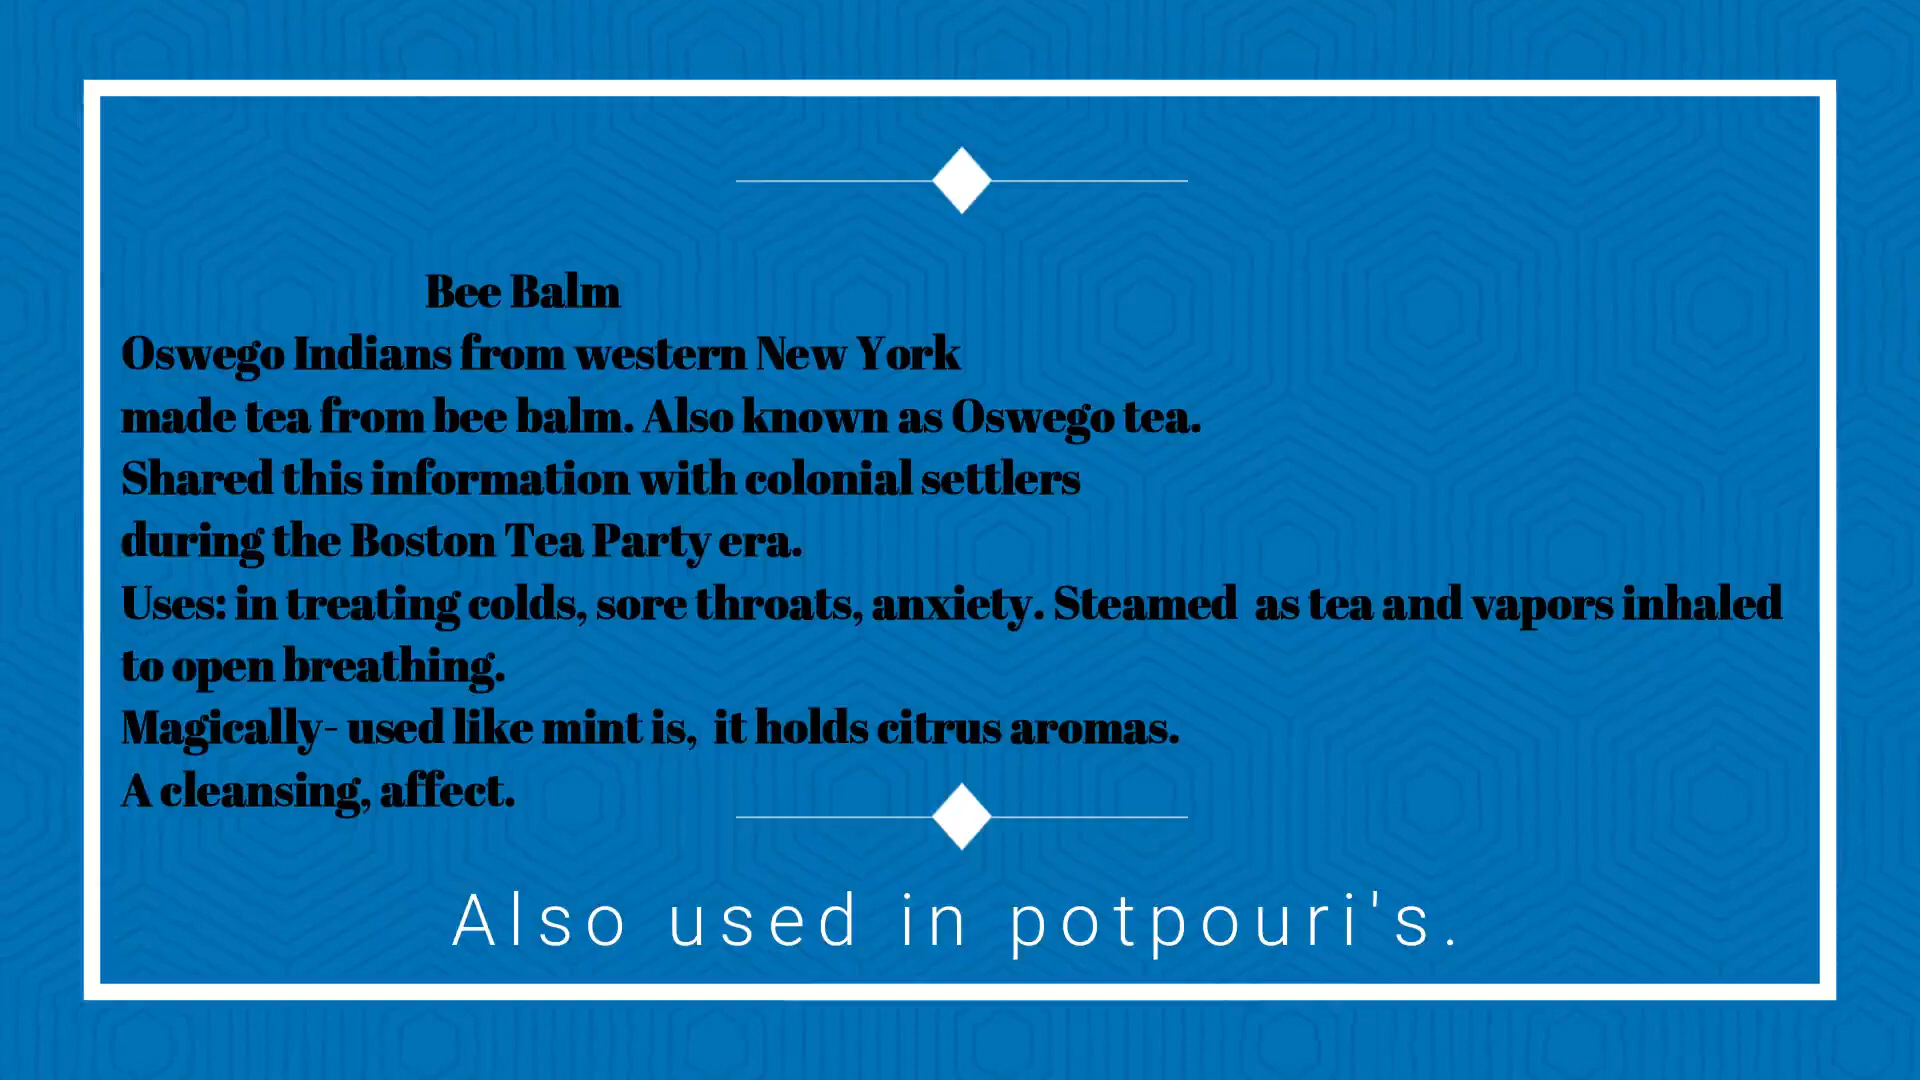 Bee Balm
Oswego Indians from western New York
made tea from bee balm. Also known as Oswego tea.
Shared this information with colonial settlers
during the Boston Tea Party era.
Uses: in treating colds, sore throats, anxiety. Steamed  as tea and vapors inhaled
to open breathing.
Magically- used like mint is,  it holds citrus aromas.
A cleansing, affect.
Also used in potpouri's.